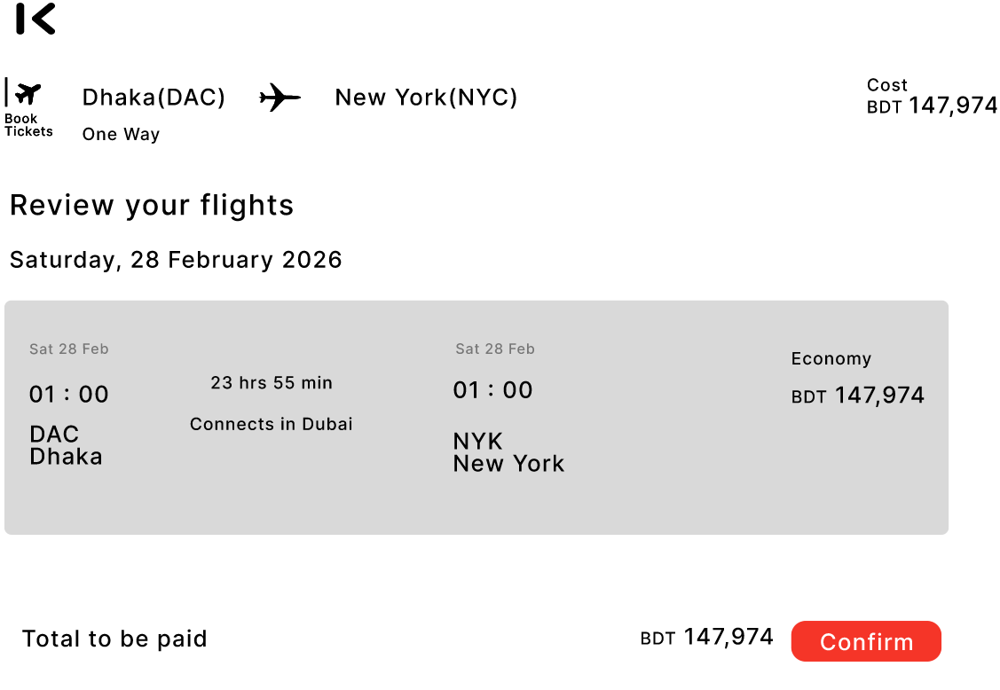 Dhaka(DAC) New York(NYC)
One Way
Book
Tickets
Cost
BDT 147,974
Review your flights
Saturday, 28 February 2026
Sat 28 Feb
01 : 00
DAC
Dhaka
23 hrs 55 min
Connects in Dubai
Sat 28 Feb
01 : 00
NYK
New York
Economy
BDT 147,974
Total to be paid
BDT 147,974
Confirm